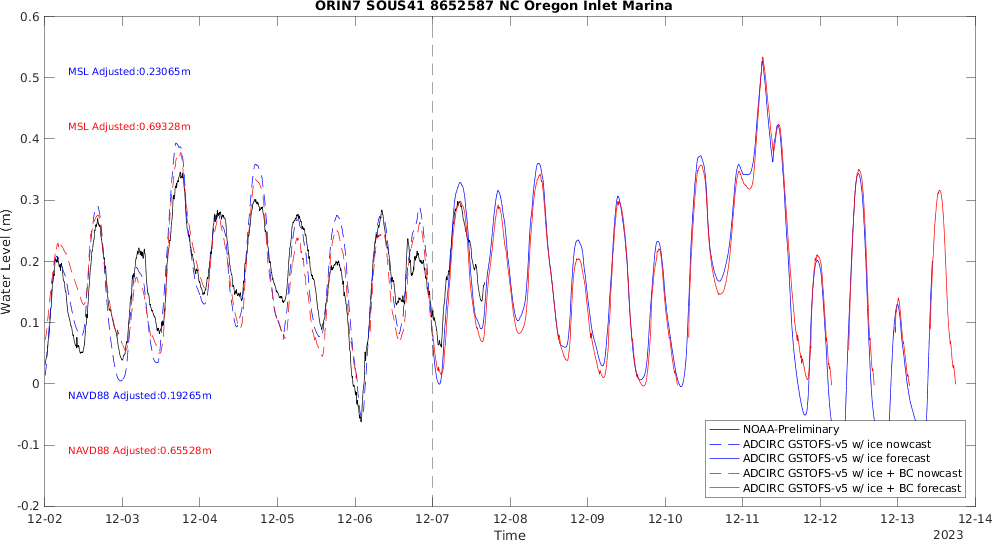 ORIN7 SOUS41 8652587 NC Oregon Inlet Marina
0.6
0.5
0.4
0.3
0.2
0.1
0
-0.1
-0.2
Water Level (m)
MSL Adjusted:0.23065m
MSL Adjusted:0.69328m
NAVD88 Adjusted:0.19265m
NAVD88 Adjusted:0.65528m
NOAA-Preliminary
ADCIRC GSTOFS-v5 w/ ice nowcast
ADCIRC GSTOFS-v5 w/ ice forecast
ADCIRC GSTOFS-v5 w/ ice + BC nowcast
ADCIRC GSTOFS-v5 w/ ice + BC forecast
12-02 12-03 12-04 12-05 12-06 12-07 12-08 12-09 12-10 12-11 12-12 12-13 12-14
Time
2023